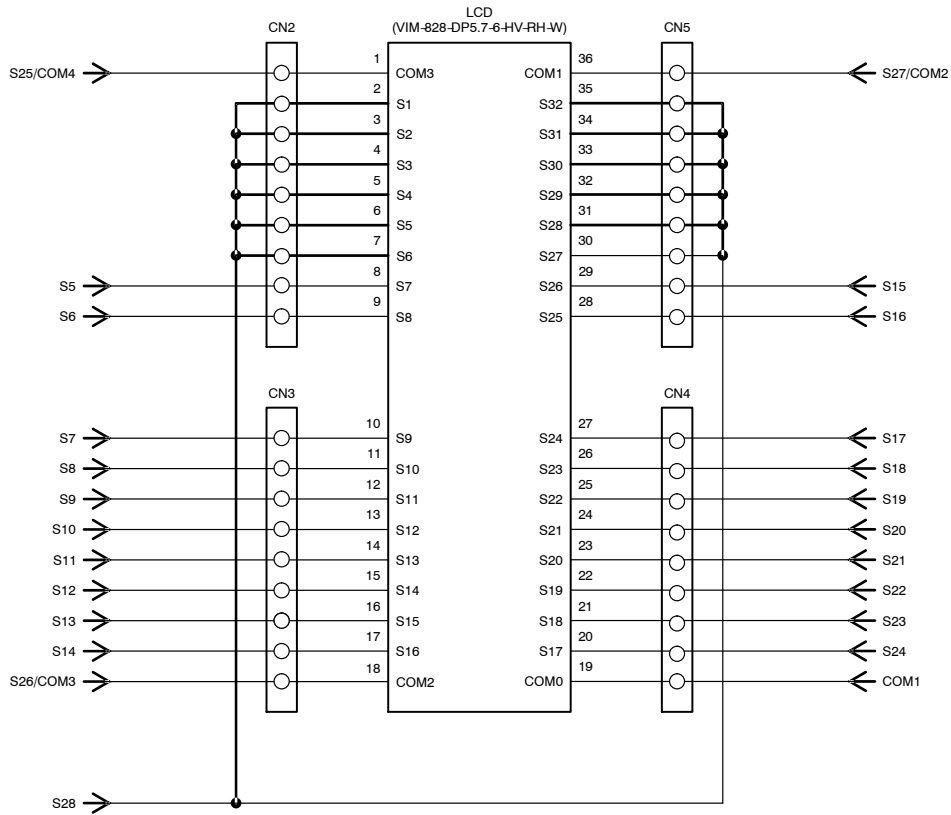 LCD
(VIM-828-DP5.7-6-HV-RH-W)
CN2 CN5
S25/COM4 1 COM3 COM1 36 S27/COM2
2 S1 S32 35
3 S2 S31 34
4 S3 S30 33
5 S4 S29 32
6 S5 S28 31
7 S6 S27 30
S5 8 S7 S26 29 S15
S6 9 S8 S25 28 S16
CN3 CN4
S7 10 S9 S24 27 S17
S8 11 S10 S23 26 S18
S9 12 S11 S22 25 S19
S10 13 S12 S21 24 S20
S11 14 S13 S20 23 S21
S12 15 S14 S19 22 S22
S13 16 S15 S18 21 S23
S14 17 S16 S17 20 S24
S26/COM3 18 COM2 COM0 19 COM1
S28